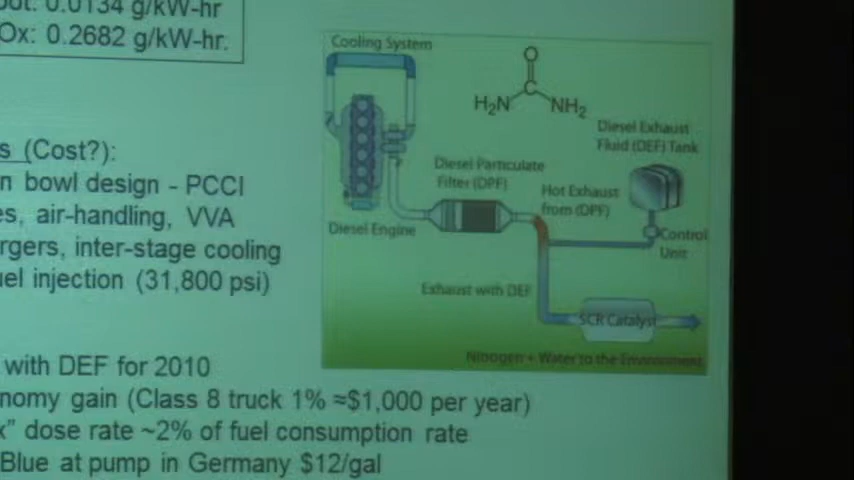 0.0134 g/kW-hr
Ox: 0.2682 g/kW-hr.
s (Cost?):
n bowl design - PCCI
es, air-handling, VVA
rgers, inter-stage cooling
uel injection (31,800 psi)
with DEF for 2010
nomy gain (Class 8 truck 1% ≈$1,000 per year)
x” dose rate ~2% of fuel consumption rate
Blue at pump in Germany $12/gal
Cooling System
O
C
H₂N
NH₂
Diesel Exhaust
Fluid (DEF) Tank
Diesel Particulate
Filter (DPF)
Hot Exhaust
from (DPF)
Diesel Engine
Control
Unit
Exhaust with DEF
SCR Catalyst
Nitrogen + Water to the Environment